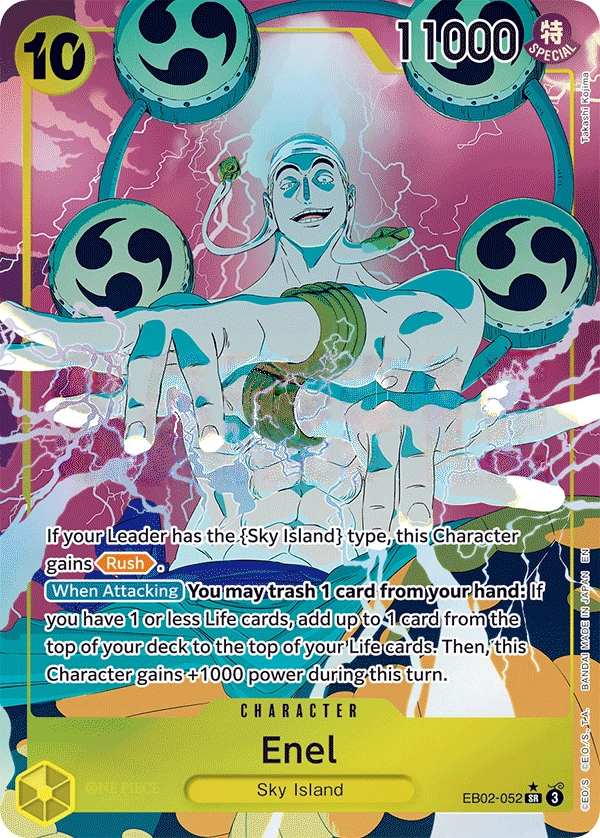 10
11000
特
SPECIAL
Takashi Kojima
If your Leader has the {Sky Island} type, this Character
gains Rush.
When Attacking You may trash 1 card from your hand: If
you have 1 or less Life cards, add up to 1 card from the
top of your deck to the top of your Life cards. Then, this
Character gains +1000 power during this turn.
©E.O/S ©E.O./S., T.A. BANDAI MADE IN JAPAN EN
CHARACTER
Enel
Sky Island
ONE PIECE
EB02-052 SR 3